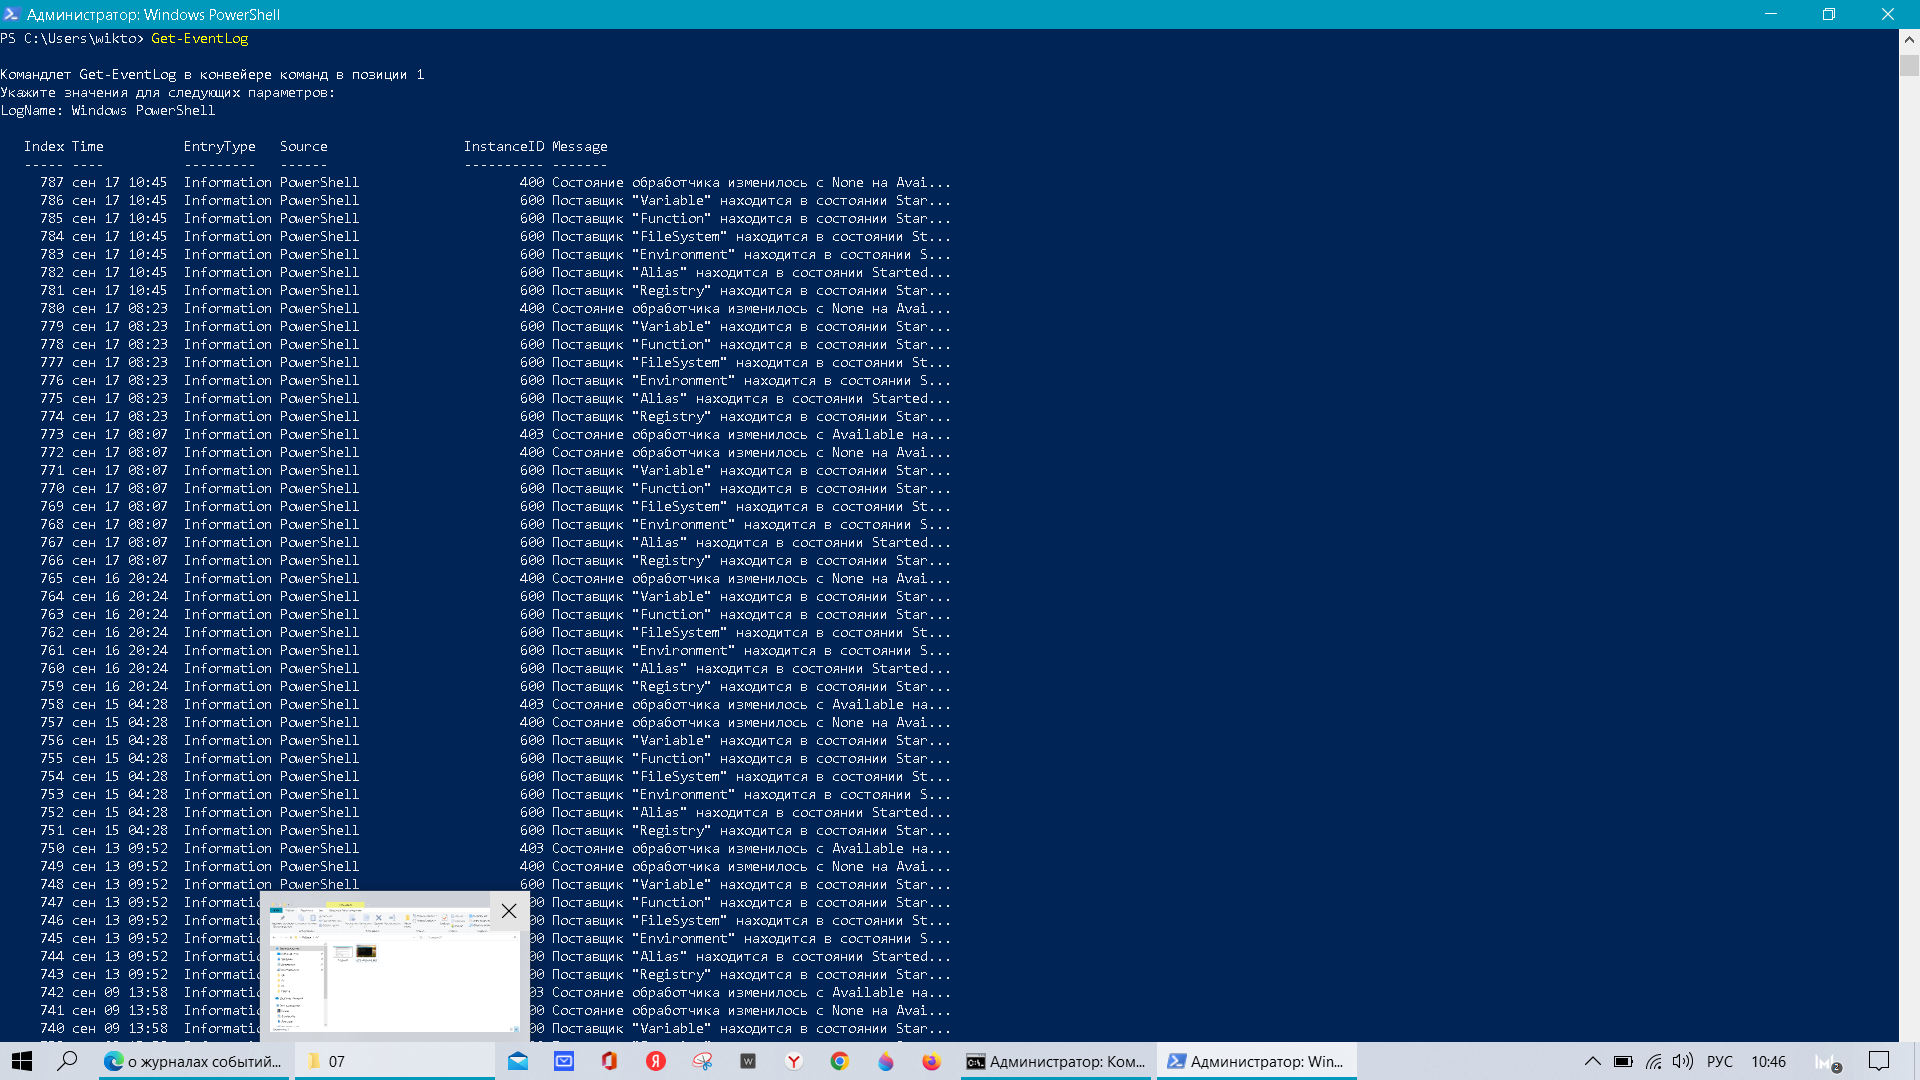 Администратор: Windows PowerShell
PS C:\Users\wikto> Get-EventLog
Командлет Get-EventLog в конвейере команд в позиции 1
Укажите значения для следующих параметров:
LogName: Windows PowerShell
Index Time EntryType Source InstanceID Message
----- ---- --------- ------ ---------- -------
787 сен 17 10:45 Information PowerShell 400 Состояние обработчика изменилось с None на Avai...
786 сен 17 10:45 Information PowerShell 600 Поставщик "Variable" находится в состоянии Star...
785 сен 17 10:45 Information PowerShell 600 Поставщик "Function" находится в состоянии Star...
784 сен 17 10:45 Information PowerShell 600 Поставщик "FileSystem" находится в состоянии St...
783 сен 17 10:45 Information PowerShell 600 Поставщик "Environment" находится в состоянии S...
782 сен 17 10:45 Information PowerShell 600 Поставщик "Alias" находится в состоянии Started...
781 сен 17 10:45 Information PowerShell 600 Поставщик "Registry" находится в состоянии Star...
780 сен 17 08:23 Information PowerShell 400 Состояние обработчика изменилось с None на Avai...
779 сен 17 08:23 Information PowerShell 600 Поставщик "Variable" находится в состоянии Star...
778 сен 17 08:23 Information PowerShell 600 Поставщик "Function" находится в состоянии Star...
777 сен 17 08:23 Information PowerShell 600 Поставщик "FileSystem" находится в состоянии St...
776 сен 17 08:23 Information PowerShell 600 Поставщик "Environment" находится в состоянии S...
775 сен 17 08:23 Information PowerShell 600 Поставщик "Alias" находится в состоянии Started...
774 сен 17 08:23 Information PowerShell 600 Поставщик "Registry" находится в состоянии Star...
773 сен 17 08:07 Information PowerShell 403 Состояние обработчика изменилось с Available на...
772 сен 17 08:07 Information PowerShell 400 Состояние обработчика изменилось с None на Avai...
771 сен 17 08:07 Information PowerShell 600 Поставщик "Variable" находится в состоянии Star...
770 сен 17 08:07 Information PowerShell 600 Поставщик "Function" находится в состоянии Star...
769 сен 17 08:07 Information PowerShell 600 Поставщик "FileSystem" находится в состоянии St...
768 сен 17 08:07 Information PowerShell 600 Поставщик "Environment" находится в состоянии S...
767 сен 17 08:07 Information PowerShell 600 Поставщик "Alias" находится в состоянии Started...
766 сен 17 08:07 Information PowerShell 600 Поставщик "Registry" находится в состоянии Star...
765 сен 16 20:24 Information PowerShell 400 Состояние обработчика изменилось с None на Avai...
764 сен 16 20:24 Information PowerShell 600 Поставщик "Variable" находится в состоянии Star...
763 сен 16 20:24 Information PowerShell 600 Поставщик "Function" находится в состоянии Star...
762 сен 16 20:24 Information PowerShell 600 Поставщик "FileSystem" находится в состоянии St...
761 сен 16 20:24 Information PowerShell 600 Поставщик "Environment" находится в состоянии S...
760 сен 16 20:24 Information PowerShell 600 Поставщик "Alias" находится в состоянии Started...
759 сен 16 20:24 Information PowerShell 600 Поставщик "Registry" находится в состоянии Star...
758 сен 15 04:28 Information PowerShell 403 Состояние обработчика изменилось с Available на...
757 сен 15 04:28 Information PowerShell 400 Состояние обработчика изменилось с None на Avai...
756 сен 15 04:28 Information PowerShell 600 Поставщик "Variable" находится в состоянии Star...
755 сен 15 04:28 Information PowerShell 600 Поставщик "Function" находится в состоянии Star...
754 сен 15 04:28 Information PowerShell 600 Поставщик "FileSystem" находится в состоянии St...
753 сен 15 04:28 Information PowerShell 600 Поставщик "Environment" находится в состоянии S...
752 сен 15 04:28 Information PowerShell 600 Поставщик "Alias" находится в состоянии Started...
751 сен 15 04:28 Information PowerShell 600 Поставщик "Registry" находится в состоянии Star...
750 сен 13 09:52 Information PowerShell 403 Состояние обработчика изменилось с Available на...
749 сен 13 09:52 Information PowerShell 400 Состояние обработчика изменилось с None на Avai...
748 сен 13 09:52 Information PowerShell 600 Поставщик "Variable" находится в состоянии Star...
747 сен 13 09:52 Informatic 00 Поставщик "Function" находится в состоянии Star...
746 сен 13 09:52 Informatic 00 Поставщик "FileSystem" находится в состоянии St...
745 сен 13 09:52 Informatic 00 Поставщик "Environment" находится в состоянии S...
744 сен 13 09:52 Informatic 00 Поставщик "Alias" находится в состоянии Started...
743 сен 13 09:52 Informatic 00 Поставщик "Registry" находится в состоянии Star...
742 сен 09 13:58 Informatic 03 Состояние обработчика изменилось с Available на...
741 сен 09 13:58 Informatic 00 Состояние обработчика изменилось с None на Avai...
740 сен 09 13:58 Informatic 00 Поставщик "Variable" находится в состоянии Star...
о журналах событий... 07 Администратор: Ком... Администратор: Win... РУС 10:46